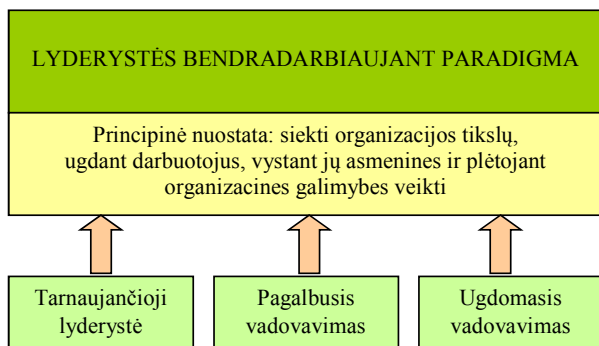 LYDERYSTĖS BENDRADARBIAUJANT PARADIGMA
Principinė nuostata: siekti organizacijos tikslų,
ugdant darbuotojus, vystant jų asmenines ir plėtojant
organizacines galimybes veikti
Tarnaujančioji
lyderystė
Pagalbusis
vadovavimas
Ugdomasis
vadovavimas